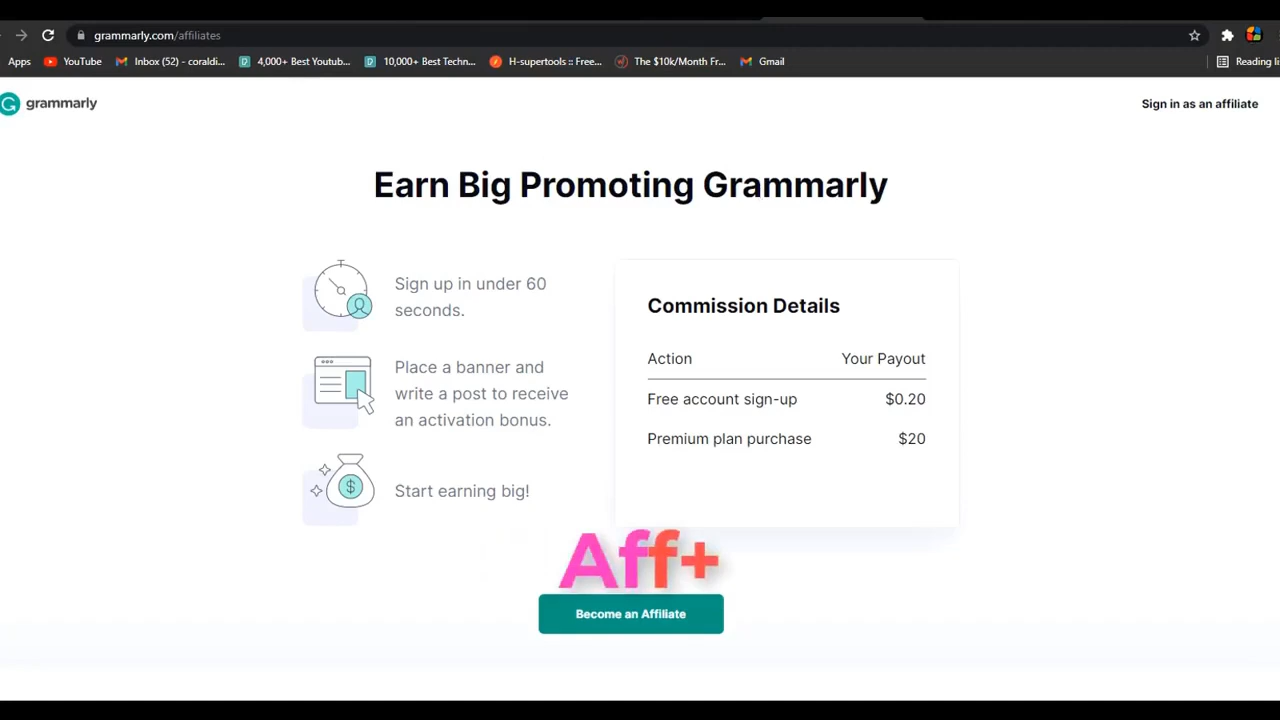 grammarly.com/affiliates
Apps YouTube Inbox (52) - coraldi... 4,000+ Best Youtub... 10,000+ Best Techn... H-supertools :: Free... The $10k/Month Fr... Gmail Reading li
grammarly
Sign in as an affiliate
Earn Big Promoting Grammarly
Sign up in under 60
seconds.
Place a banner and
write a post to receive
an activation bonus.
Start earning big!
Commission Details
Action Your Payout
Free account sign-up $0.20
Premium plan purchase $20
Aff+
Become an Affiliate